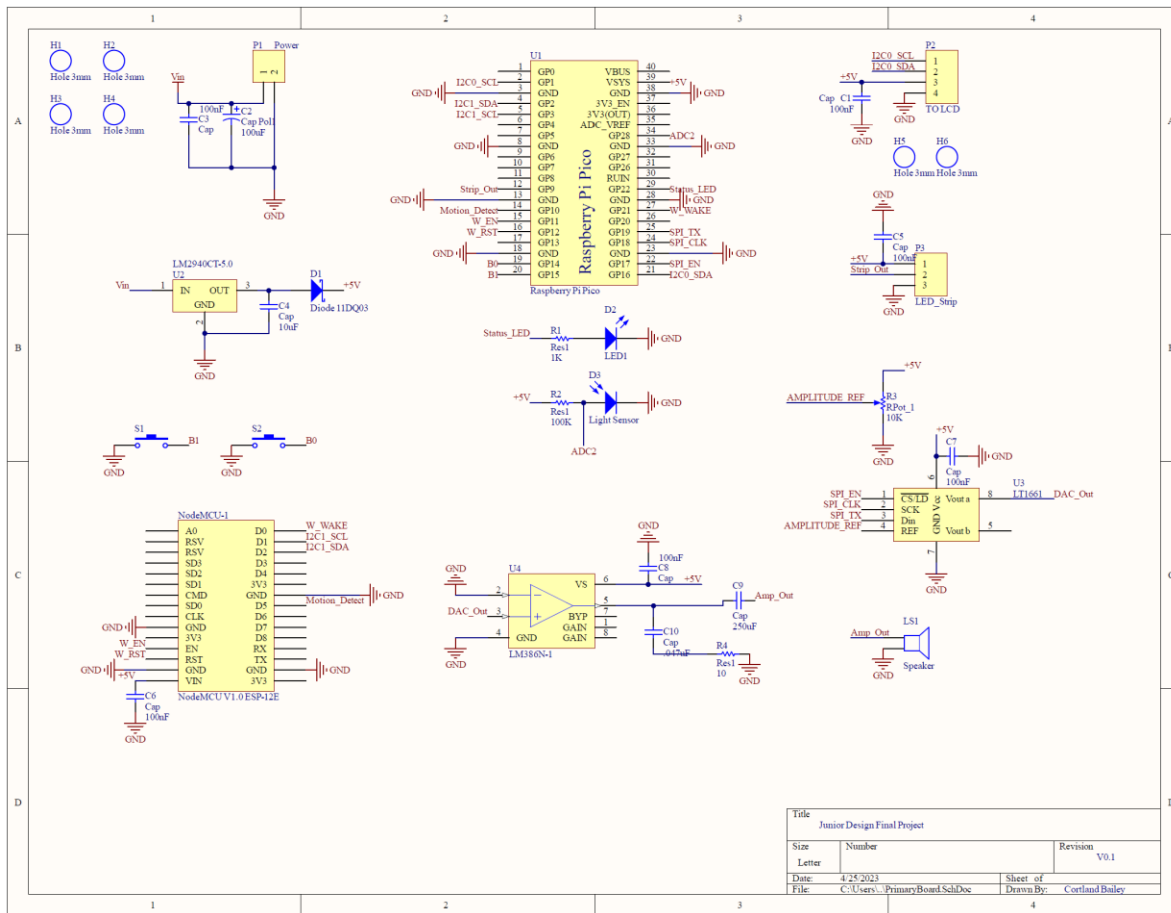 1 2 3 4
H1 H2
Hole 3mm Hole 3mm
H3 H4
Hole 3mm Hole 3mm
P1 Power
1 2
Vin
100nF
C3
Cap
C2
Cap Pol1
100uF
GND
A
U1
Raspberry Pi Pico
1 GP0 VBUS 40
I2C0_SCL 2 GP1 VSYS 39 +5V
GND 3 GND GND 38 GND
I2C1_SDA 4 GP2 3V3_EN 37
I2C1_SCL 5 GP3 3V3(OUT) 36
6 GP4 ADC_VREF 35
7 GP5 GP28 34 ADC2
GND 8 GND GND 33 GND
9 GP6 GP27 32
10 GP7 GP26 31
11 GP8 RUIN 30
Strip_Out 12 GP9 GP22 29 Status_LED
GND 13 GND GND 28 GND
Motion_Detect 14 GP10 GP21 27 W_WAKE
W_EN 15 GP11 GP20 26
W_RST 16 GP12 GP19 25 SPI_TX
17 GP13 GP18 24 SPI_CLK
GND 18 GND GND 23 GND
B0 19 GP14 GP17 22 SPI_EN
B1 20 GP15 GP16 21 I2C0_SDA
Raspberry Pi Pico
P2
I2C0_SCL 1
I2C0_SDA 2
+5V 3
4
TO LCD
Cap C1
100nF
GND
GND
A
H5 H6
Hole 3mm Hole 3mm
GND
C5
Cap
100nF
P3
+5V 1
Strip_Out 2
3
LED_Strip
GND
LM2940CT-5.0
U2
Vin 1 IN OUT 3
GND
2
GND
C4
Cap
10uF
D1
+5V
Diode 11DQ03
B
Status_LED
R1
Res1
1K
D2
LED1
GND
+5V
R2
Res1
100K
D3
Light Sensor
GND
ADC2
+5V
AMPLITUDE_REF
R3
RPot_1
10K
GND
B
S1
B1
GND
S2
B0
GND
+5V
C7
Cap
100nF
GND
6
U3
LT1661
SPI_EN 1 CS/LD Vout a 8 DAC_Out
SPI_CLK 2 SCK
SPI_TX 3 Din
AMPLITUDE_REF 4 REF Vout b 5
GND Vcc
7
GND
NodeMCU-1
A0 D0 W_WAKE
RSV D1 I2C1_SCL
RSV D2 I2C1_SDA
SD3 D3
SD2 D4
SD1 3V3
CMD GND GND
SD0 D5 Motion_Detect
CLK D6
GND GND D7
3V3 D8
W_EN EN RX
W_RST RST TX
GND GND GND GND
+5V VIN 3V3
NodeMCU V1.0 ESP-12E
C6
Cap
100nF
GND
C
GND
100nF
C8
Cap
+5V
U4
GND 2 VS 6
5
DAC_Out 3 BYP 7
GAIN 1
4 GND GAIN 8
GND
LM386N-1
C9
Cap
250uF
Amp_Out
C10
Cap
.047uF
R4
Res1
10
GND
Amp_Out
LS1
Speaker
GND
C
D D
Title
Junior Design Final Project
Size Number Revision
Letter V0.1
Date: 4/25/2023 Sheet of
File: C:\Users\..\PrimaryBoard.SchDoc Drawn By: Cortland Bailey
1 2 3 4